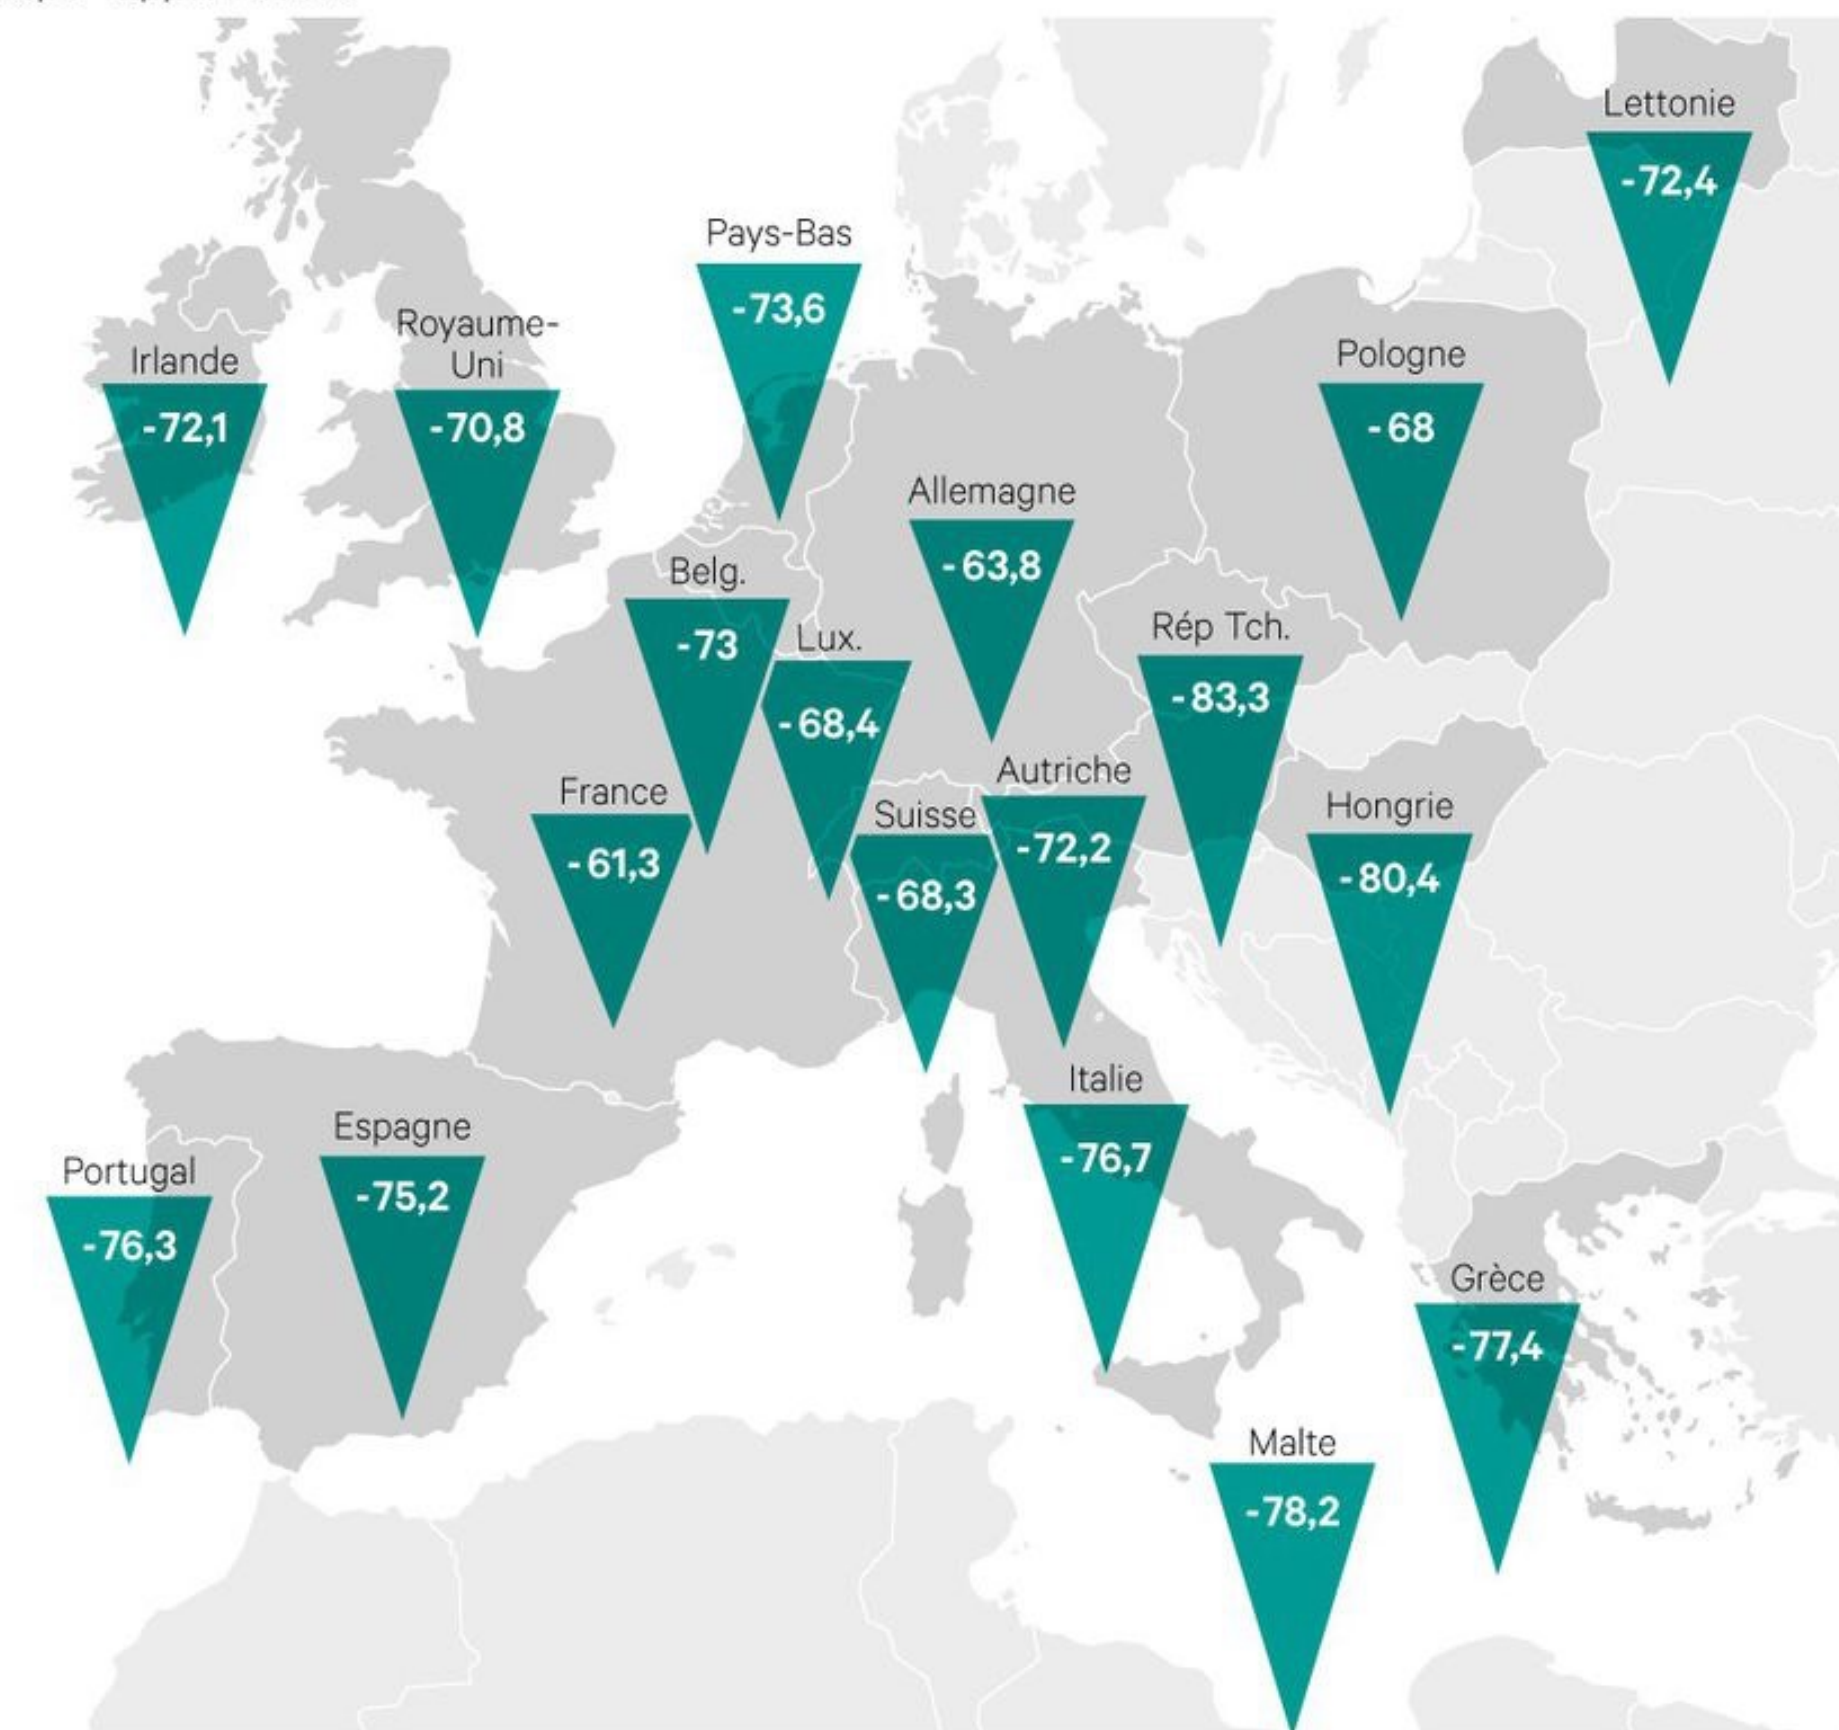 Lettonie
-72,4
Pays-Bas
-73,6
Royaume-
Uni
-70,8
Irlande
-72,1
Pologne
-68
Allemagne
-63,8
Belg.
-73
Lux.
-68,4
Rép Tch.
-83,3
Autriche
-72,2
France
-61,3
Suisse
-68,3
Hongrie
-80,4
Italie
-76,7
Espagne
-75,2
Portugal
-76,3
Grèce
-77,4
Malte
-78,2